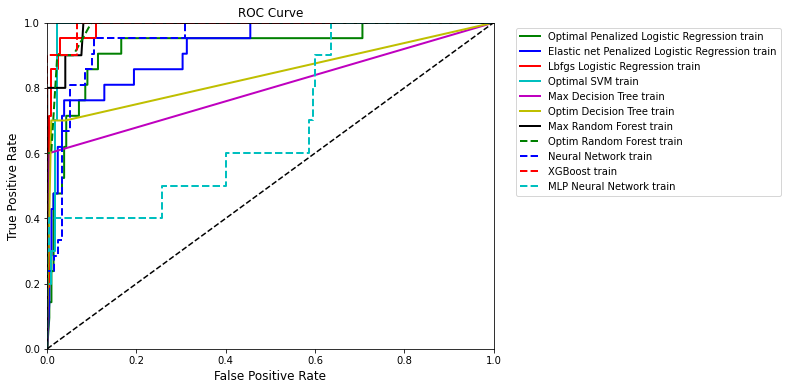 ROC Curve
True Positive Rate
1.0
0.8
0.6
0.4
0.2
0.0
0.0
0.2
0.4
0.6
0.8
1.0
False Positive Rate
Optimal Penalized Logistic Regression train
Elastic net Penalized Logistic Regression train
Lbfgs Logistic Regression train
Optimal SVM train
Max Decision Tree train
Optim Decision Tree train
Max Random Forest train
Optim Random Forest train
Neural Network train
XGBoost train
MLP Neural Network train